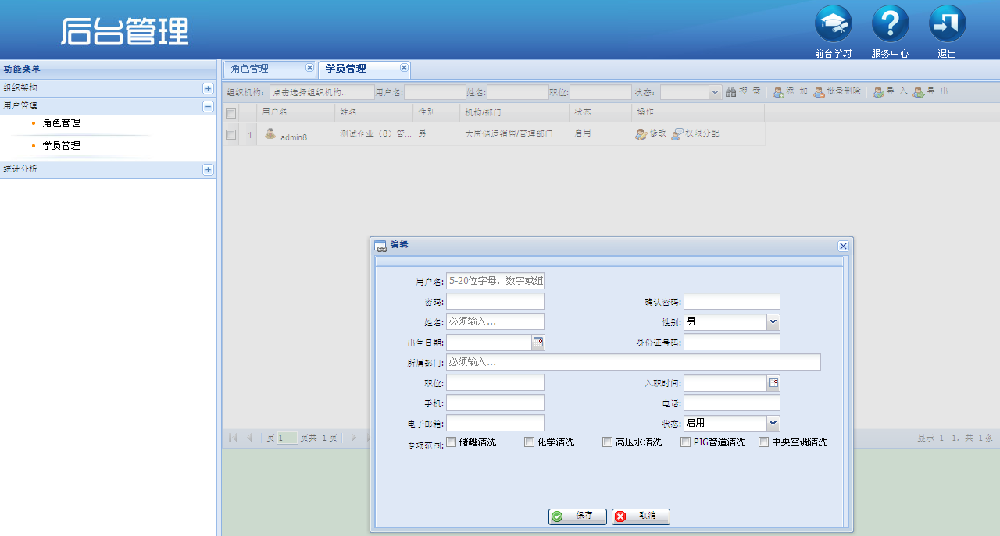 后台管理
前台学习 服务中心 退出
功能菜单
组织架构
用户管理
角色管理
学员管理
统计分析
角色管理 学员管理
组织机构: 点击选择组织机构.. 用户名: 姓名: 职位: 状态: 搜 索 添 加 批量删除 导 入 导 出
用户名 姓名 性别 机构/部门 状态 操作
1 admin8 测试企业（8）管... 男 大庆储运销售/管理部门 启用 修改 权限分配
编辑
用户名: 5-20位字母、数字或组
密码: 确认密码:
姓名: 必须输入... 性别: 男
出生日期: 身份证号码:
所属部门: 必须输入...
职位: 入职时间:
手机: 电话:
电子邮箱: 状态: 启用
专项范围: 储罐清洗 化学清洗 高压水清洗 PIG管道清洗 中央空调清洗
保存 取消
页 1 页共 1 页 显示 1 - 1，共 1 条